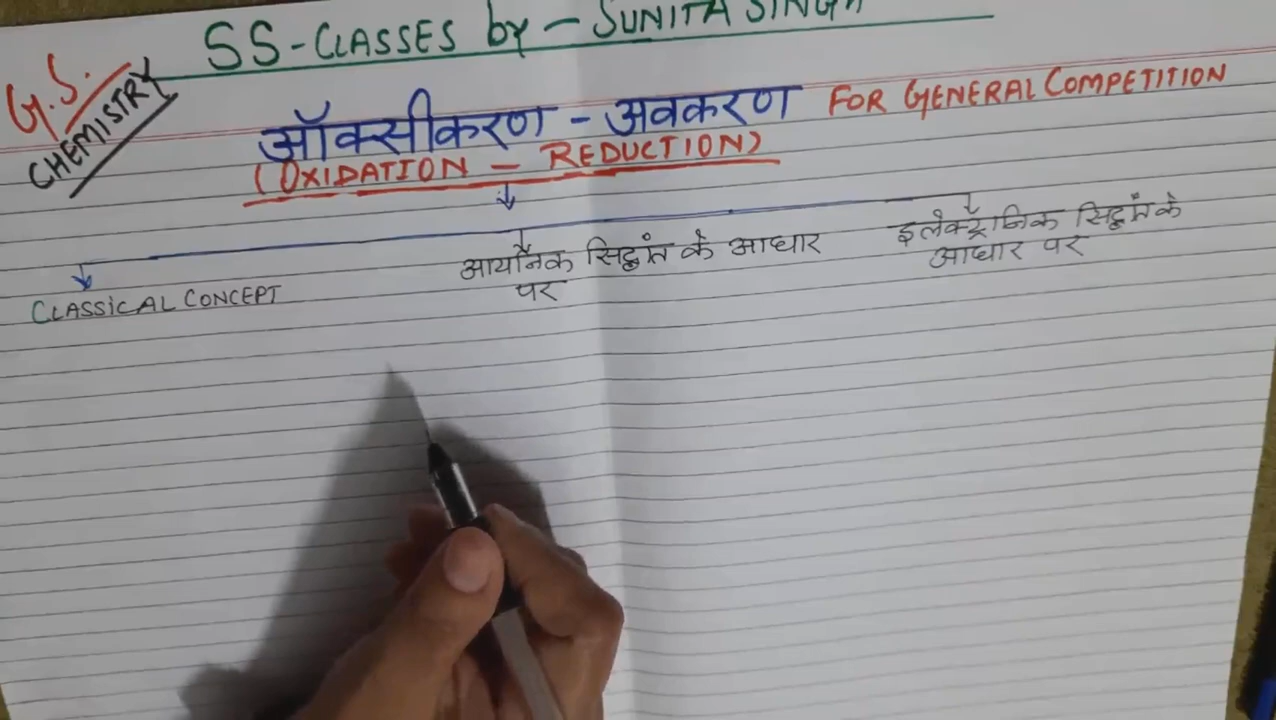 SS-CLASSES by - SUNITA SINGH
G.S.
CHEMISTRY
ऑक्सीकरण - अवकरण FOR GENERAL COMPETITION
(OXIDATION - REDUCTION)
CLASSICAL CONCEPT
आयनिक सिद्धांत के आधार
पर
इलेक्ट्रॉनिक सिद्धांत के
आधार पर